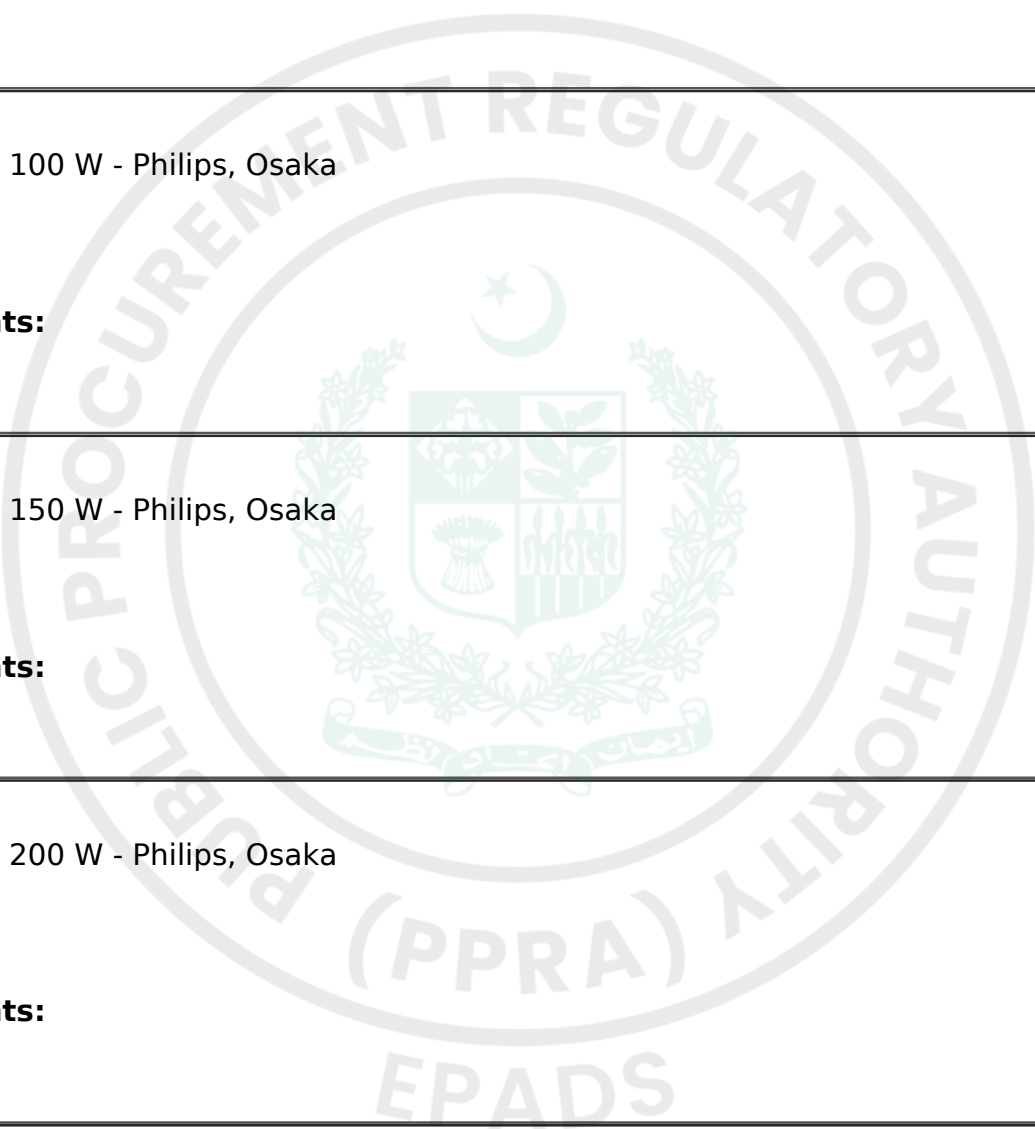 PUBLIC PROCUREMENT REGULATORY AUTHORITY
100 W - Philips, Osaka
ts:
150 W - Philips, Osaka
ts:
200 W - Philips, Osaka
(PPRA)
ts:
EPADS